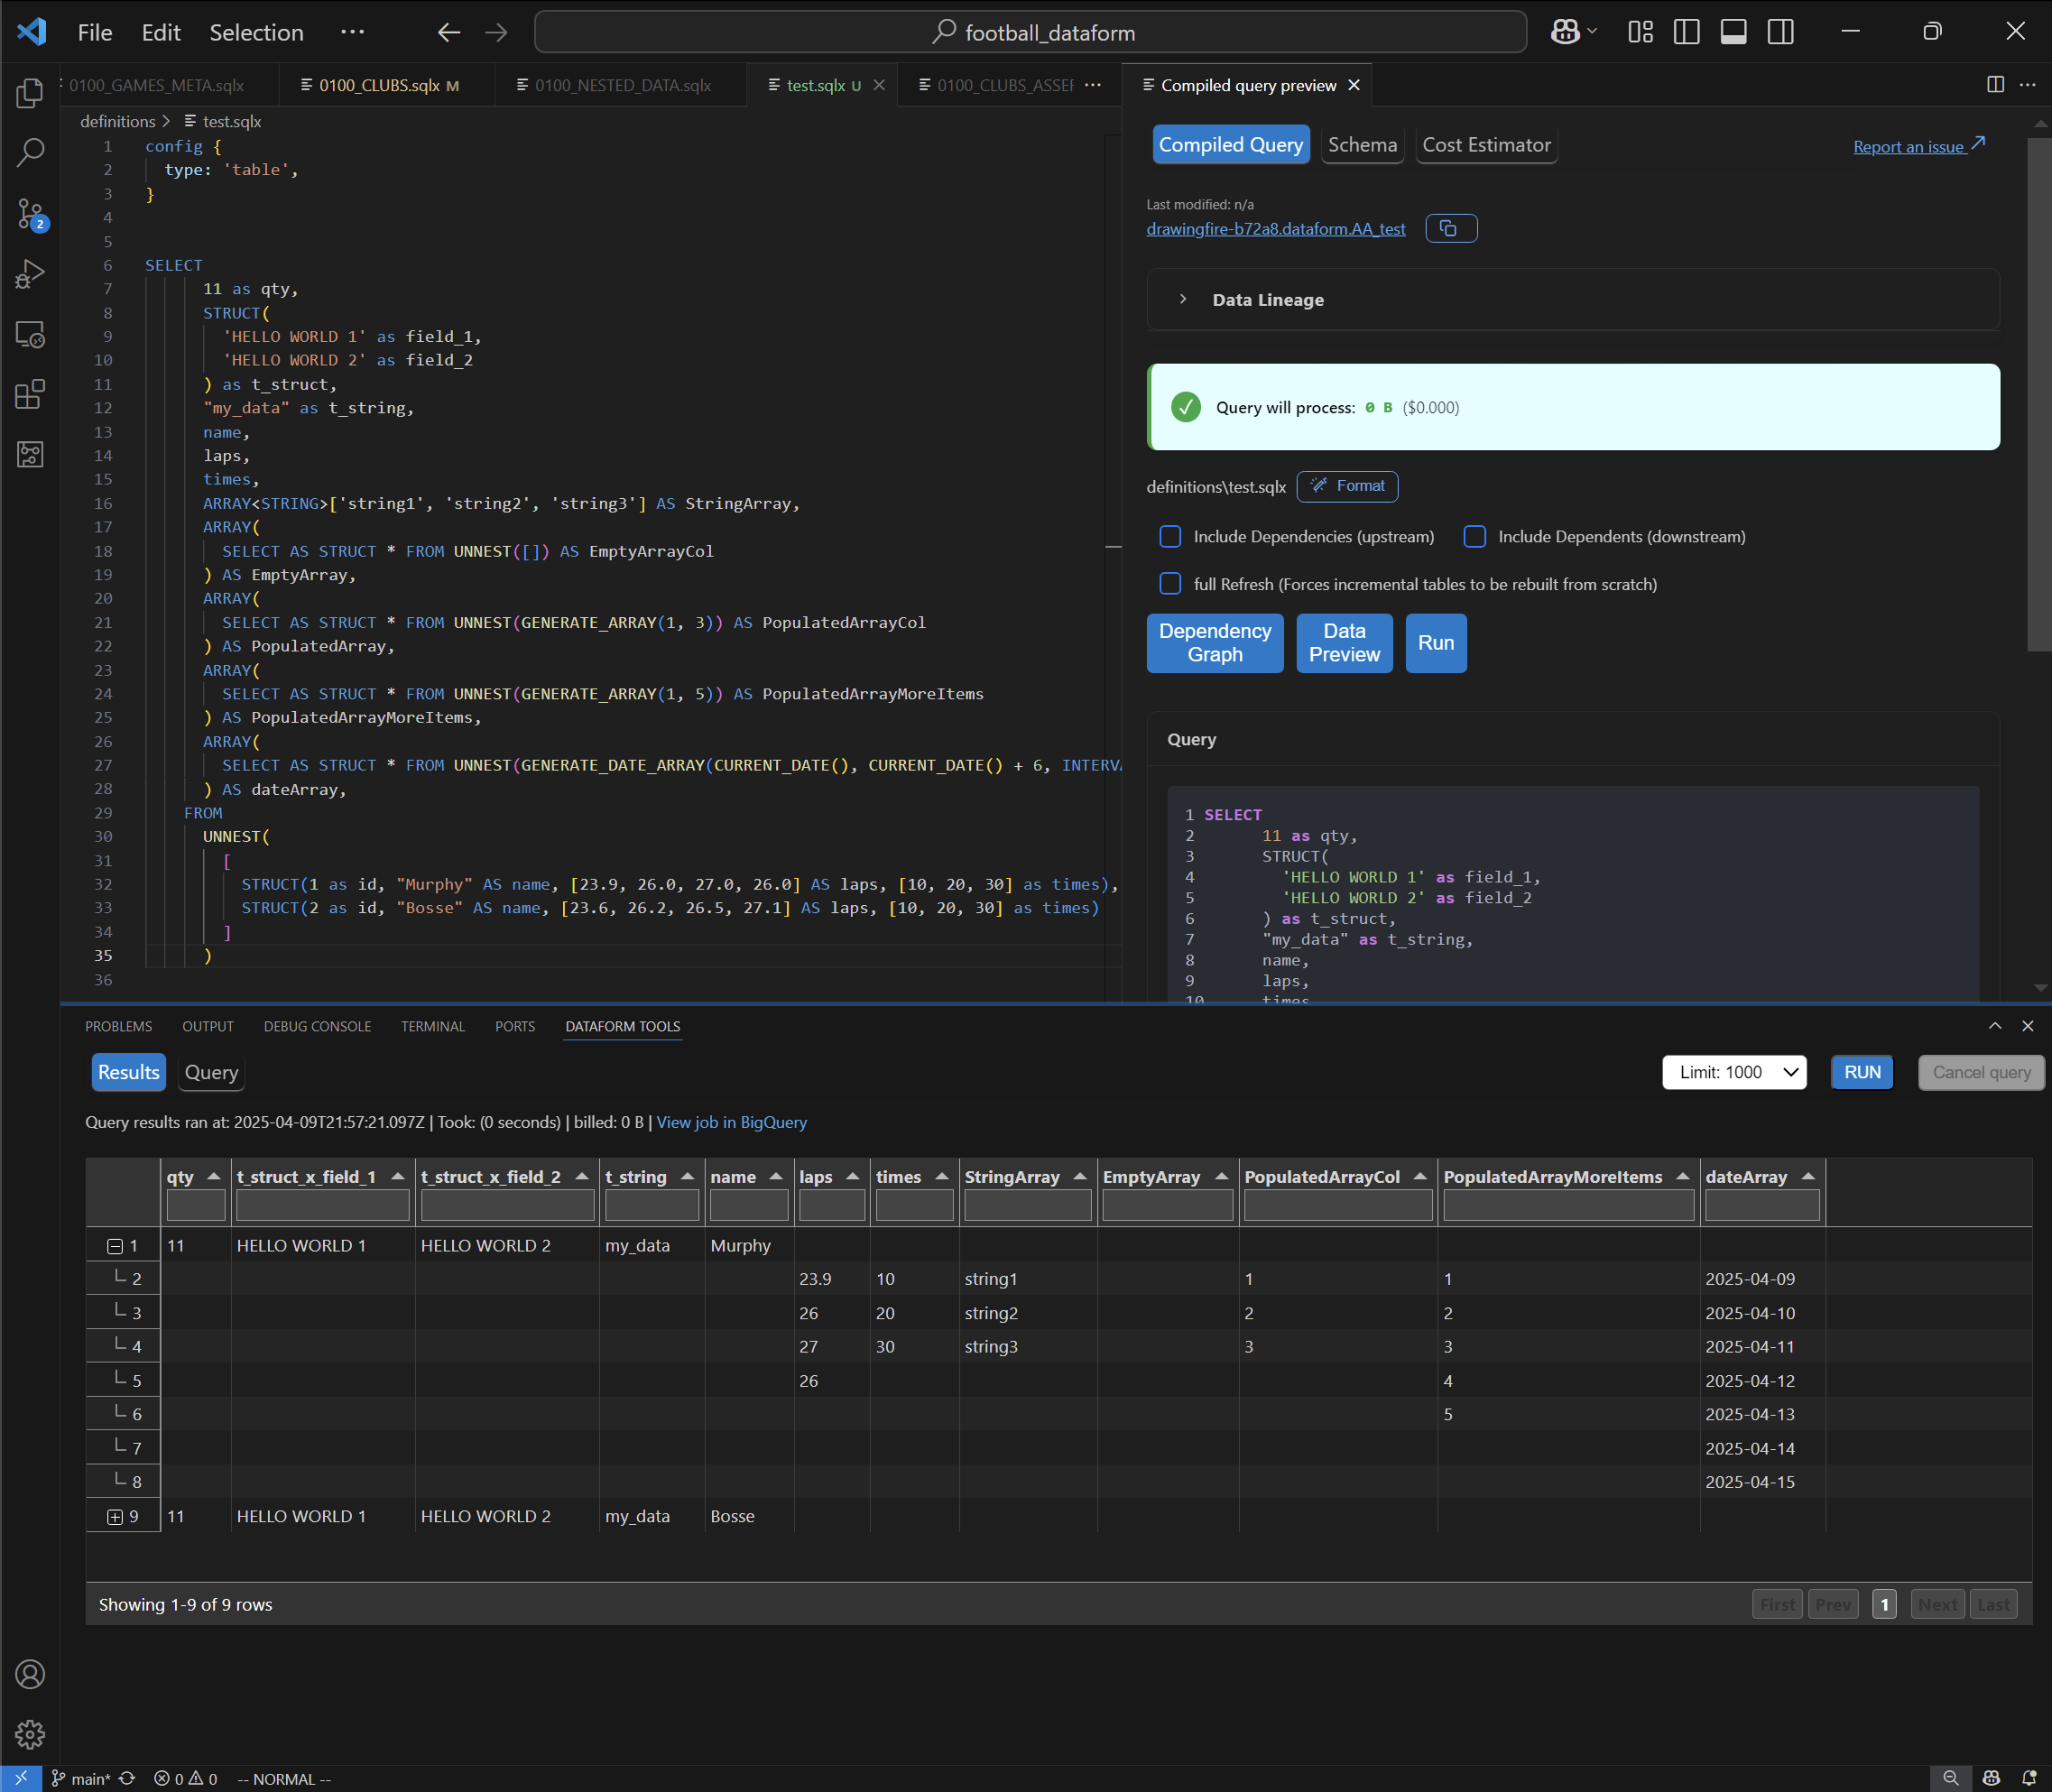 File Edit Selection ··· football_dataform
0100_GAMES_META.sqlx 0100_CLUBS.sqlx M 0100_NESTED_DATA.sqlx test.sqlx U 0100_CLUBS_ASSER ··· Compiled query preview
definitions > test.sqlx
1 config {
2 type: 'table',
3 }
4
5
6 SELECT
7 11 as qty,
8 STRUCT(
9 'HELLO WORLD 1' as field_1,
10 'HELLO WORLD 2' as field_2
11 ) as t_struct,
12 "my_data" as t_string,
13 name,
14 laps,
15 times,
16 ARRAY<STRING>['string1', 'string2', 'string3'] AS StringArray,
17 ARRAY(
18 SELECT AS STRUCT * FROM UNNEST([]) AS EmptyArrayCol
19 ) AS EmptyArray,
20 ARRAY(
21 SELECT AS STRUCT * FROM UNNEST(GENERATE_ARRAY(1, 3)) AS PopulatedArrayCol
22 ) AS PopulatedArray,
23 ARRAY(
24 SELECT AS STRUCT * FROM UNNEST(GENERATE_ARRAY(1, 5)) AS PopulatedArrayMoreItems
25 ) AS PopulatedArrayMoreItems,
26 ARRAY(
27 SELECT AS STRUCT * FROM UNNEST(GENERATE_DATE_ARRAY(CURRENT_DATE(), CURRENT_DATE() + 6, INTERVA
28 ) AS dateArray,
29 FROM
30 UNNEST(
31 [
32 STRUCT(1 as id, "Murphy" AS name, [23.9, 26.0, 27.0, 26.0] AS laps, [10, 20, 30] as times),
33 STRUCT(2 as id, "Bosse" AS name, [23.6, 26.2, 26.5, 27.1] AS laps, [10, 20, 30] as times)
34 ]
35 )
36
2
Compiled Query Schema Cost Estimator Report an issue
Last modified: n/a
drawingfire-b72a8.dataform.AA_test
Data Lineage
Query will process: 0 B ($0.000)
definitions\test.sqlx Format
Include Dependencies (upstream) Include Dependents (downstream)
full Refresh (Forces incremental tables to be rebuilt from scratch)
Dependency Graph Data Preview Run
Query
1 SELECT
2 11 as qty,
3 STRUCT(
4 'HELLO WORLD 1' as field_1,
5 'HELLO WORLD 2' as field_2
6 ) as t_struct,
7 "my_data" as t_string,
8 name,
9 laps,
10 times
PROBLEMS OUTPUT DEBUG CONSOLE TERMINAL PORTS DATAFORM TOOLS
Results Query Limit: 1000 RUN Cancel query
Query results ran at: 2025-04-09T21:57:21.097Z | Took: (0 seconds) | billed: 0 B | View job in BigQuery
qty t_struct_x_field_1 t_struct_x_field_2 t_string name laps times StringArray EmptyArray PopulatedArrayCol PopulatedArrayMoreItems dateArray
1 11 HELLO WORLD 1 HELLO WORLD 2 my_data Murphy
2 23.9 10 string1 1 1 2025-04-09
3 26 20 string2 2 2 2025-04-10
4 27 30 string3 3 3 2025-04-11
5 26 4 2025-04-12
6 5 2025-04-13
7 2025-04-14
8 2025-04-15
9 11 HELLO WORLD 1 HELLO WORLD 2 my_data Bosse
Showing 1-9 of 9 rows First Prev 1 Next Last
main* 0 0 -- NORMAL --